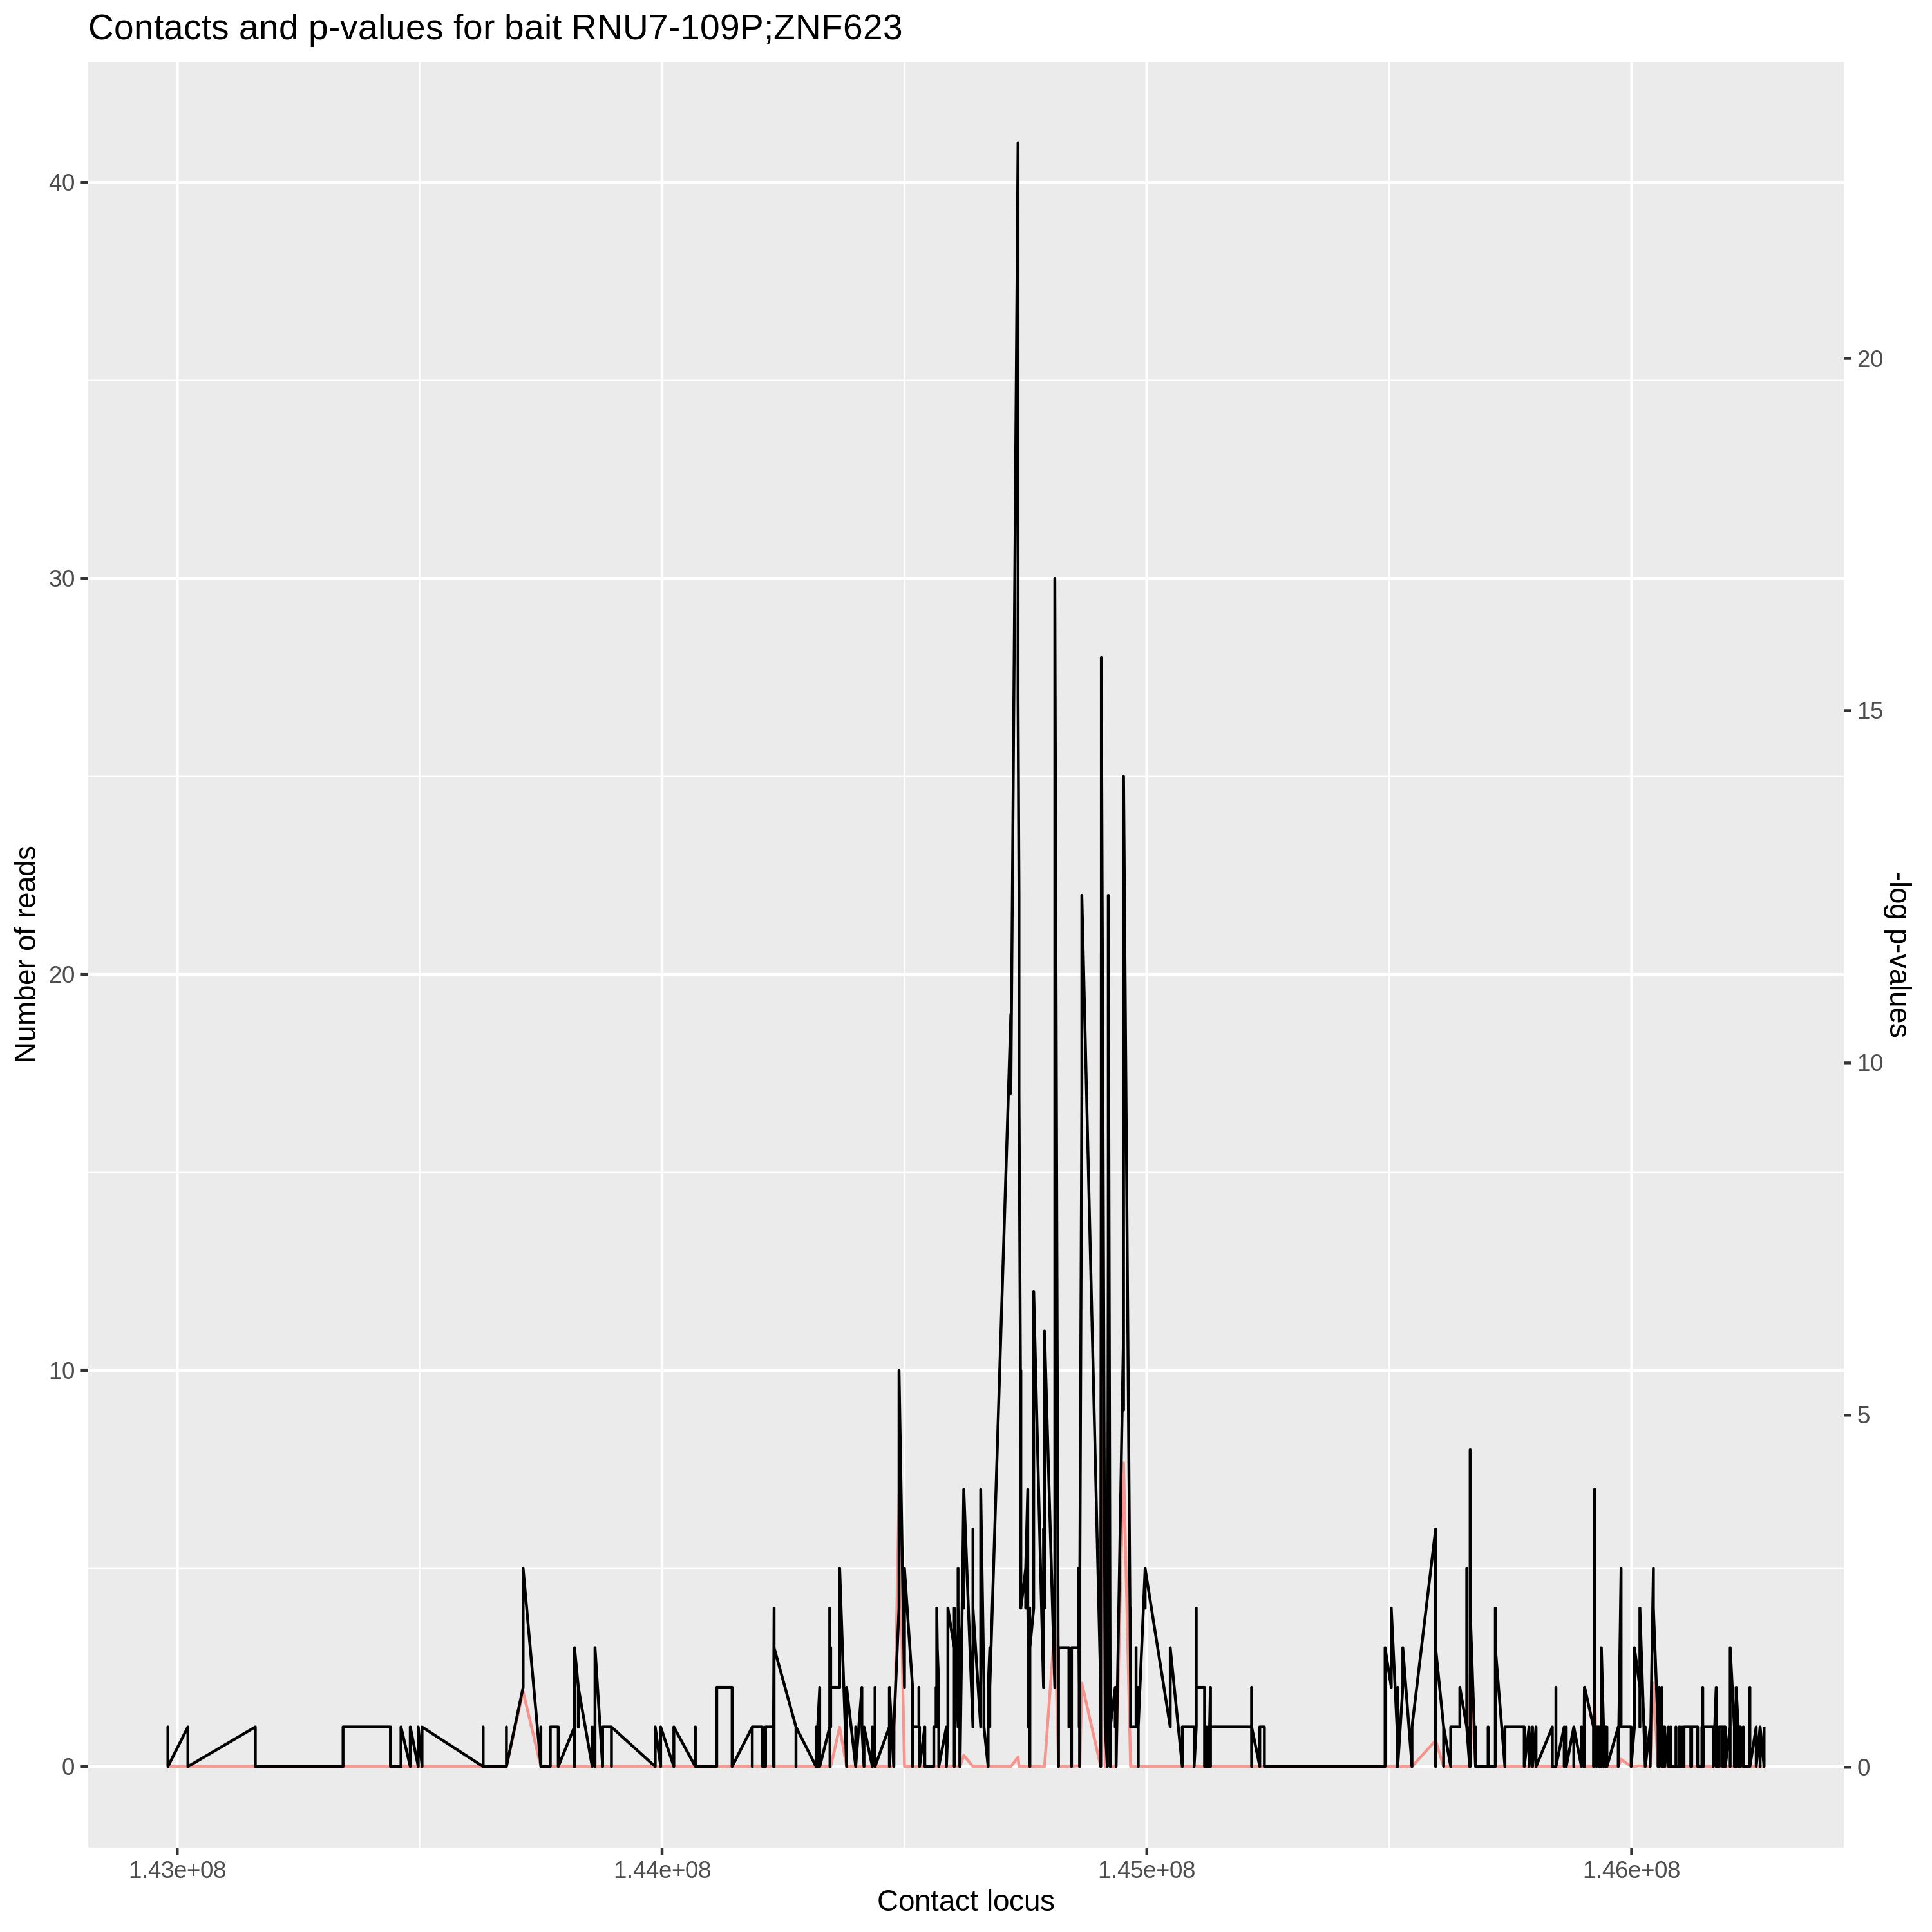 Contacts and p-values for bait RNU7-109P;ZNF623
40
30
20
10
0
Number of reads
20
15
10
5
0
-log p-values
1.43e+08
1.44e+08
1.45e+08
1.46e+08
Contact locus